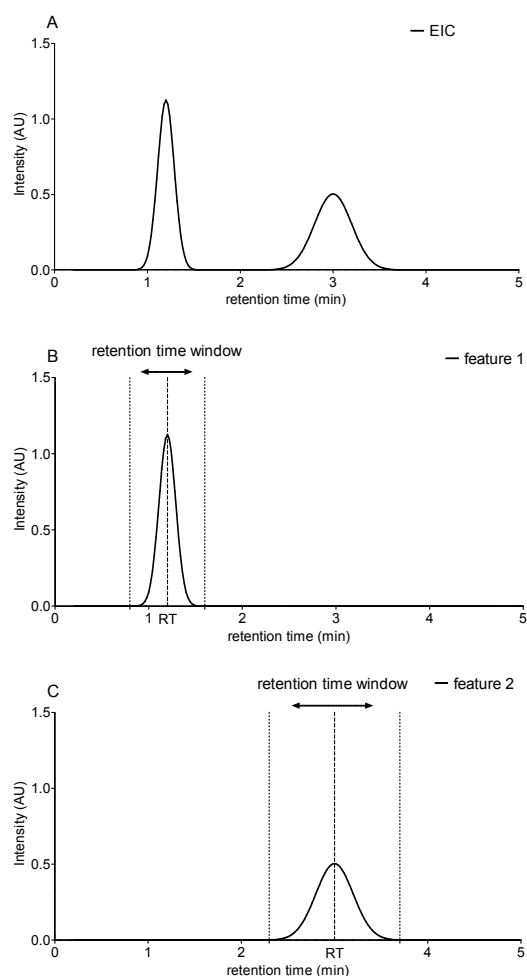 A
EIC
Intensity (AU)
1.5
1.0
0.5
0.0
0 1 2 3 4 5
retention time (min)
B
retention time window
feature 1
Intensity (AU)
1.5
1.0
0.5
0.0
0 1 RT 2 3 4 5
retention time (min)
C
retention time window
feature 2
Intensity (AU)
1.5
1.0
0.5
0.0
0 1 2 RT 4 5
retention time (min)